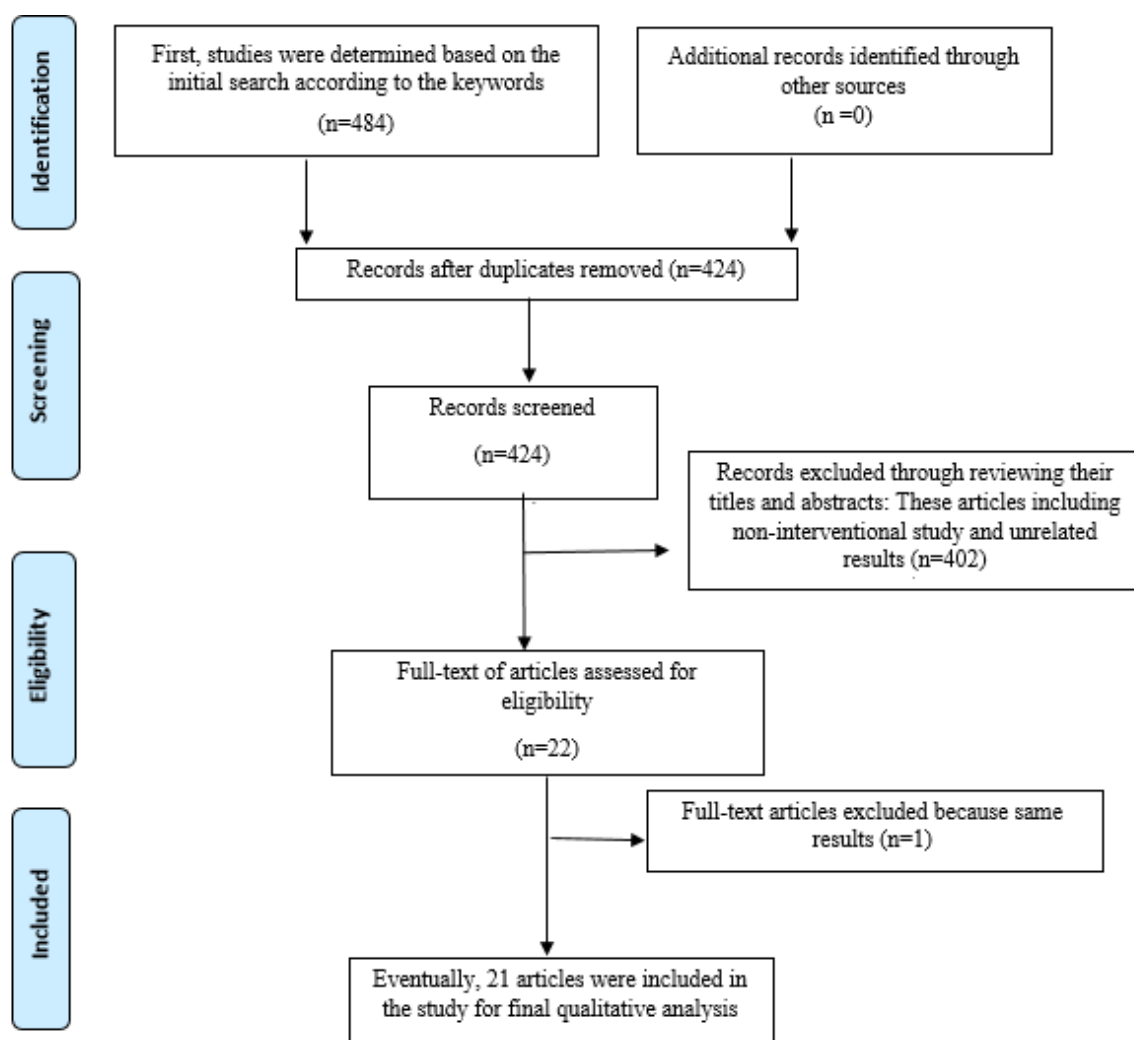 Identification
First, studies were determined based on the
initial search according to the keywords
(n=484)
Additional records identified through
other sources
(n =0)
Records after duplicates removed (n=424)
Screening
Records screened
(n=424)
Records excluded through reviewing their
titles and abstracts: These articles including
non-interventional study and unrelated
results (n=402)
Eligibility
Full-text of articles assessed for
eligibility
(n=22)
Full-text articles excluded because same
results (n=1)
Included
Eventually, 21 articles were included in
the study for final qualitative analysis